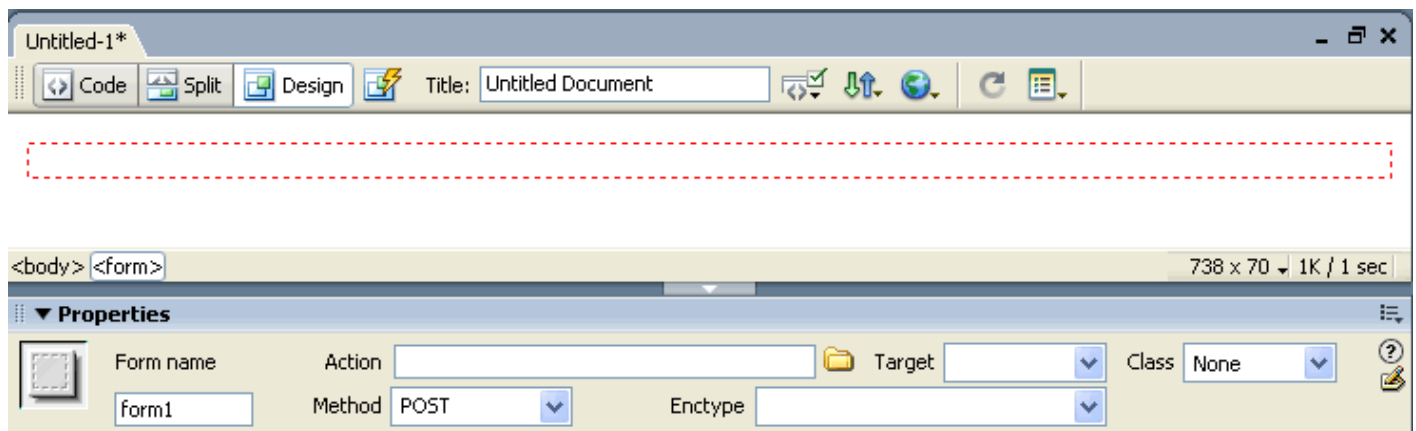 Untitled-1*
Code Split Design Title: Untitled Document
<body> <form> 738 x 70 1K / 1 sec
Properties
Form name Action Target Class None
form1 Method POST Enctype